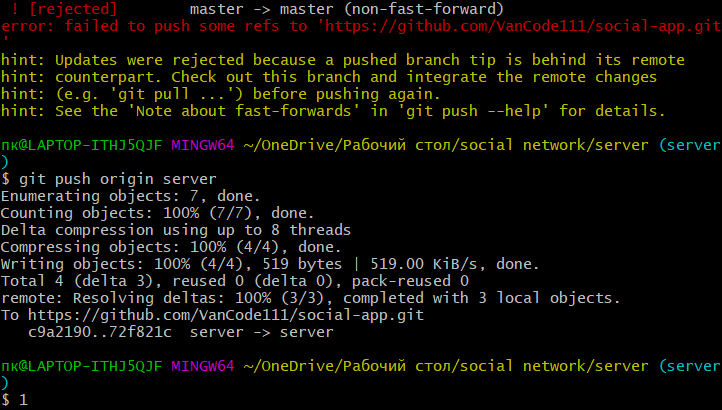 ! [rejected]        master -> master (non-fast-forward)
error: failed to push some refs to 'https://github.com/VanCode111/social-app.git
'
hint: Updates were rejected because a pushed branch tip is behind its remote
hint: counterpart. Check out this branch and integrate the remote changes
hint: (e.g. 'git pull ...') before pushing again.
hint: See the 'Note about fast-forwards' in 'git push --help' for details.
пк@LAPTOP-ITHJ5QJF MINGW64 ~/OneDrive/Рабочий стол/social network/server (server
)
$ git push origin server
Enumerating objects: 7, done.
Counting objects: 100% (7/7), done.
Delta compression using up to 8 threads
Compressing objects: 100% (4/4), done.
Writing objects: 100% (4/4), 519 bytes | 519.00 KiB/s, done.
Total 4 (delta 3), reused 0 (delta 0), pack-reused 0
remote: Resolving deltas: 100% (3/3), completed with 3 local objects.
To https://github.com/VanCode111/social-app.git
   c9a2190..72f821c  server -> server
пк@LAPTOP-ITHJ5QJF MINGW64 ~/OneDrive/Рабочий стол/social network/server (server
)
$ 1